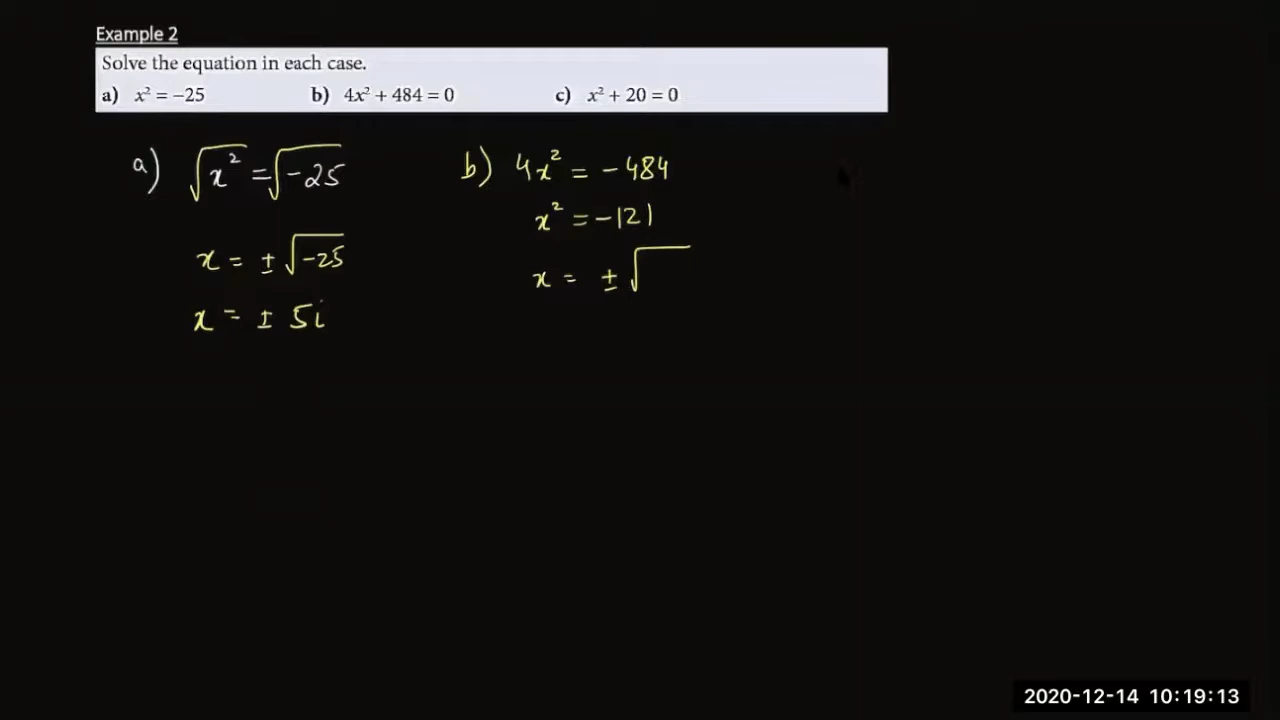 Example 2
Solve the equation in each case.
a) x² = −25 b) 4x² + 484 = 0 c) x² + 20 = 0
a) √x² = √-25
x = ± √-25
x = ± 5i
b) 4x² = - 484
x² = -121
x = ± √
2020-12-14 10:19:13